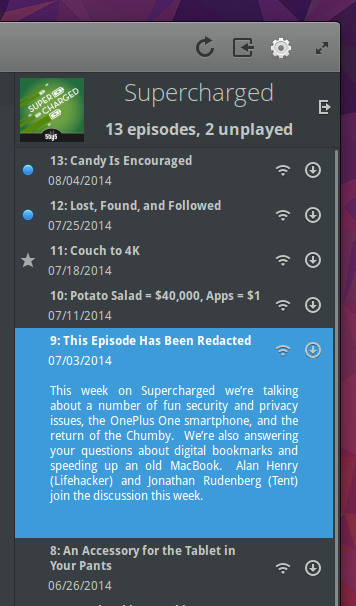 Supercharged
13 episodes, 2 unplayed
SUPER
CHARGED
5by5
13: Candy Is Encouraged
08/04/2014
12: Lost, Found, and Followed
07/25/2014
11: Couch to 4K
07/18/2014
10: Potato Salad = $40,000, Apps = $1
07/11/2014
9: This Episode Has Been Redacted
07/03/2014
This week on Supercharged we’re talking
about a number of fun security and privacy
issues, the OnePlus One smartphone, and the
return of the Chumby. We’re also answering
your questions about digital bookmarks and
speeding up an old MacBook. Alan Henry
(Lifehacker) and Jonathan Rudenberg (Tent)
join the discussion this week.
8: An Accessory for the Tablet in
Your Pants
06/26/2014